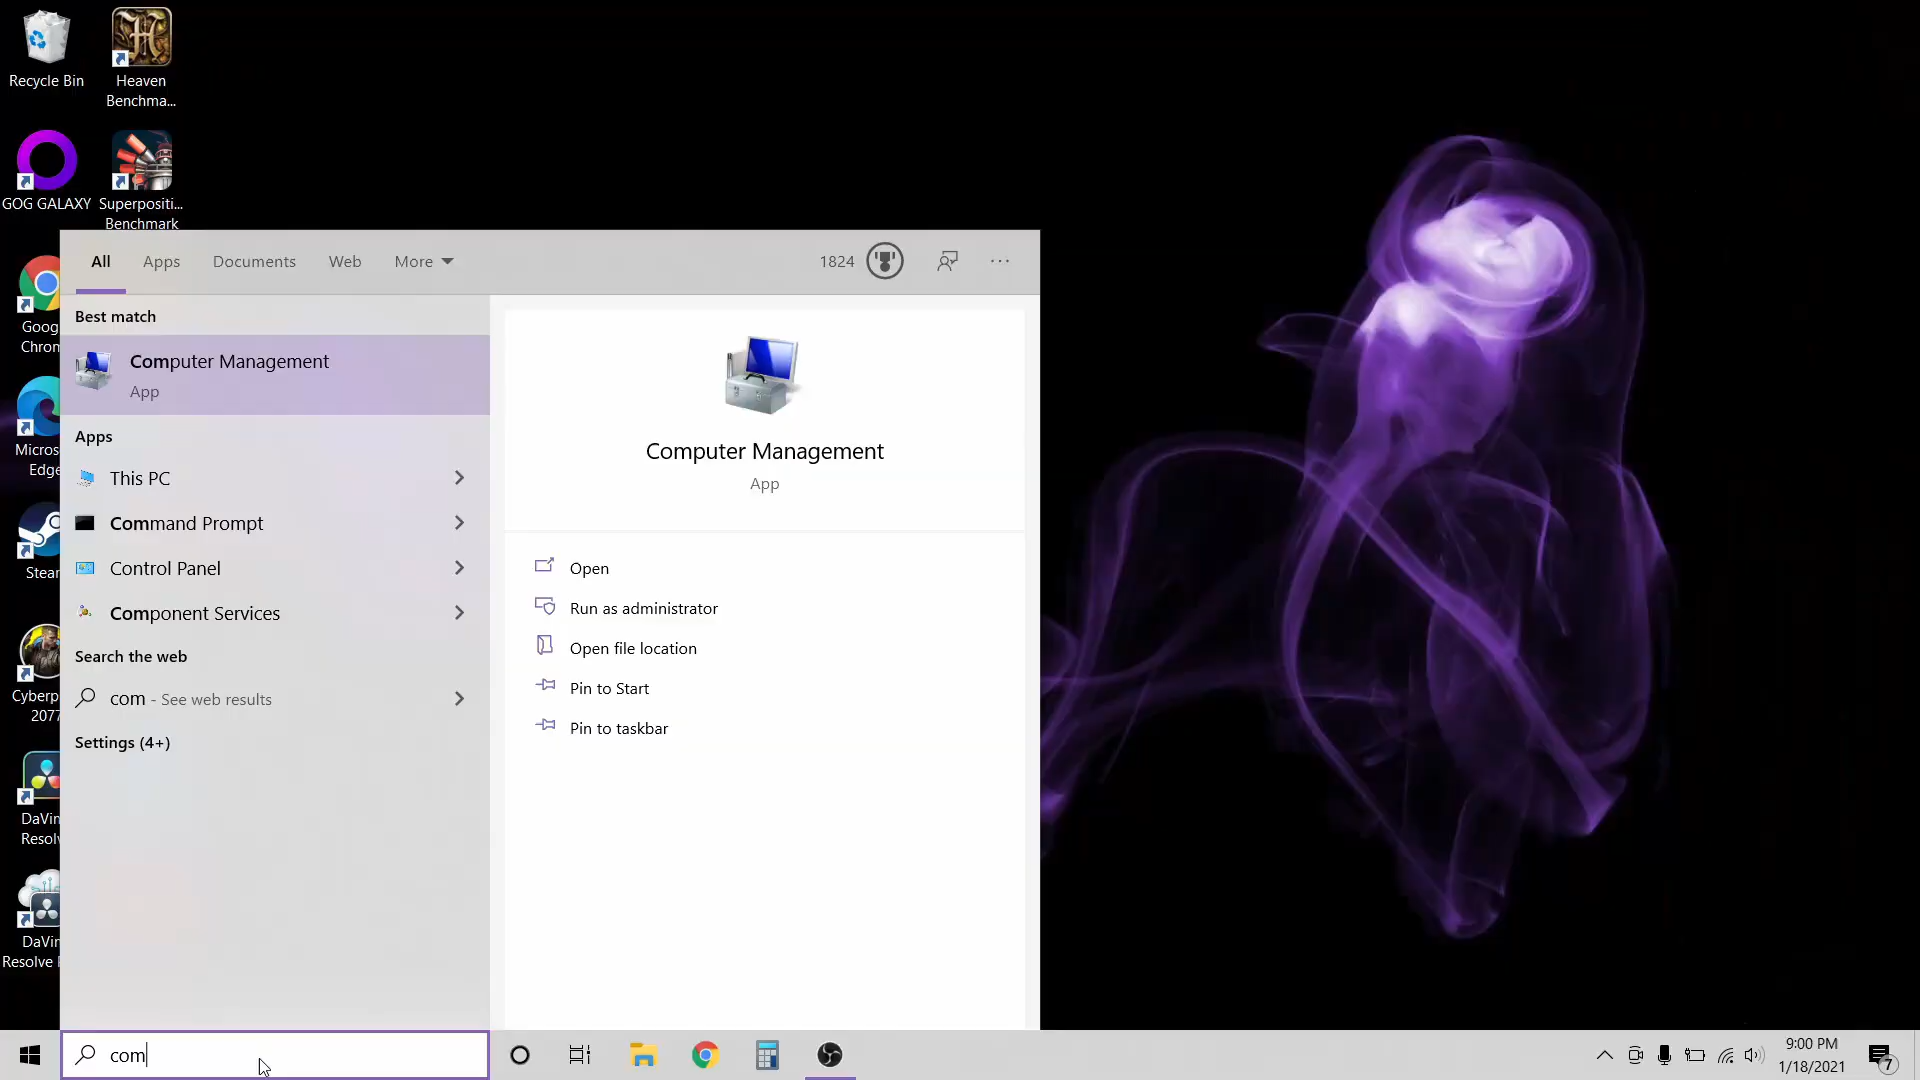 Recycle Bin
Heaven
Benchma...
GOG GALAXY
Superpositi...
Benchmark
Goog
Chrom
Micros
Edge
Stear
Cyberp
2077
DaVin
Resolv
DaVin
Resolve
All
Apps
Documents
Web
More
1824
Best match
Computer Management
App
Apps
This PC
Command Prompt
Control Panel
Component Services
Search the web
com - See web results
Settings (4+)
Computer Management
App
Open
Run as administrator
Open file location
Pin to Start
Pin to taskbar
com
9:00 PM
1/18/2021
7